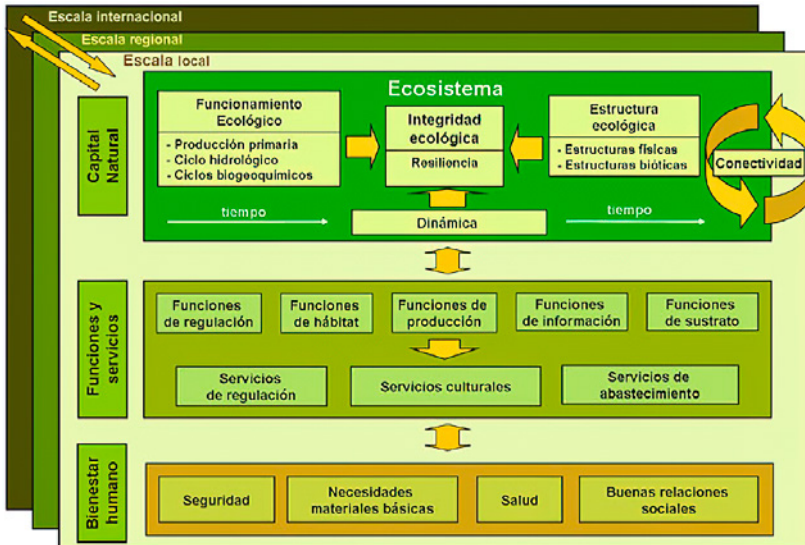 Escala internacional
Escala regional
Escala local
Capital
Natural
Ecosistema
Funcionamiento
Ecológico
- Producción primaria
- Ciclo hidrológico
- Ciclos biogeoquímicos
Integridad
ecológica
Resiliencia
Estructura
ecológica
- Estructuras físicas
- Estructuras bióticas
Conectividad
tiempo
Dinámica
tiempo
Funciones y
servicios
Funciones
de regulación
Funciones
de hábitat
Funciones de
producción
Funciones
de información
Funciones
de sustrato
Servicios
de regulación
Servicios culturales
Servicios de
abastecimiento
Bienestar
humano
Seguridad
Necesidades
materiales básicas
Salud
Buenas relaciones
sociales